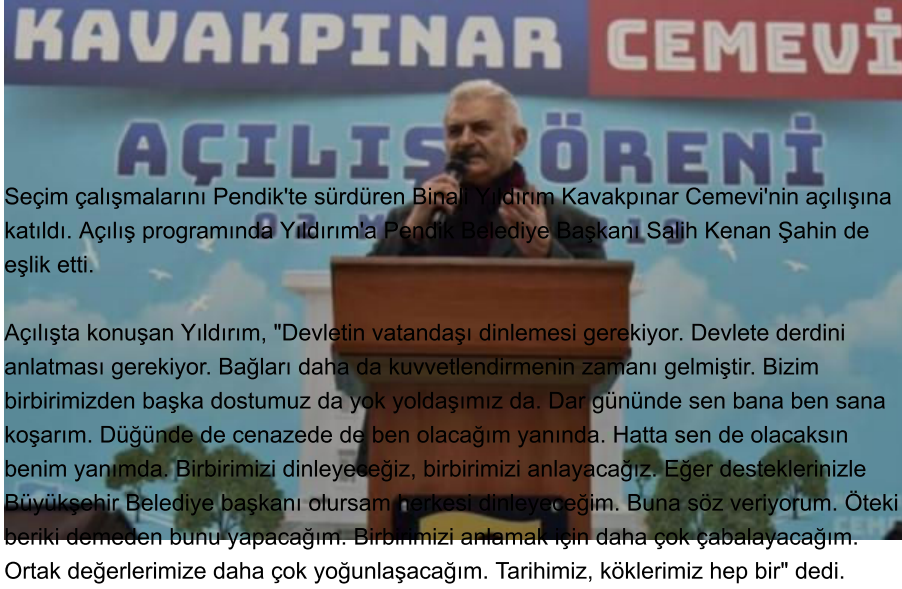 KAVAKPINAR CEMEVİ
AÇILIŞ TÖRENİ
Seçim çalışmalarını Pendik'te sürdüren Binali Yıldırım Kavakpınar Cemevi'nin açılışına
katıldı. Açılış programında Yıldırım'a Pendik Belediye Başkanı Salih Kenan Şahin de
eşlik etti.
Açılışta konuşan Yıldırım, "Devletin vatandaşı dinlemesi gerekiyor. Devlete derdini
anlatması gerekiyor. Bağları daha da kuvvetlendirmenin zamanı gelmiştir. Bizim
birbirimizden başka dostumuz da yok yoldaşımız da. Dar gününde sen bana ben sana
koşarım. Düğünde de cenazede de ben olacağım yanında. Hatta sen de olacaksın
benim yanımda. Birbirimizi dinleyeceğiz, birbirimizi anlayacağız. Eğer desteklerinizle
Büyükşehir Belediye başkanı olursam herkesi dinleyeceğim. Buna söz veriyorum. Öteki
beriki demeden bunu yapacağım. Birbirimizi anlamak için daha çok çabalayacağım.
Ortak değerlerimize daha çok yoğunlaşacağım. Tarihimiz, köklerimiz hep bir" dedi.